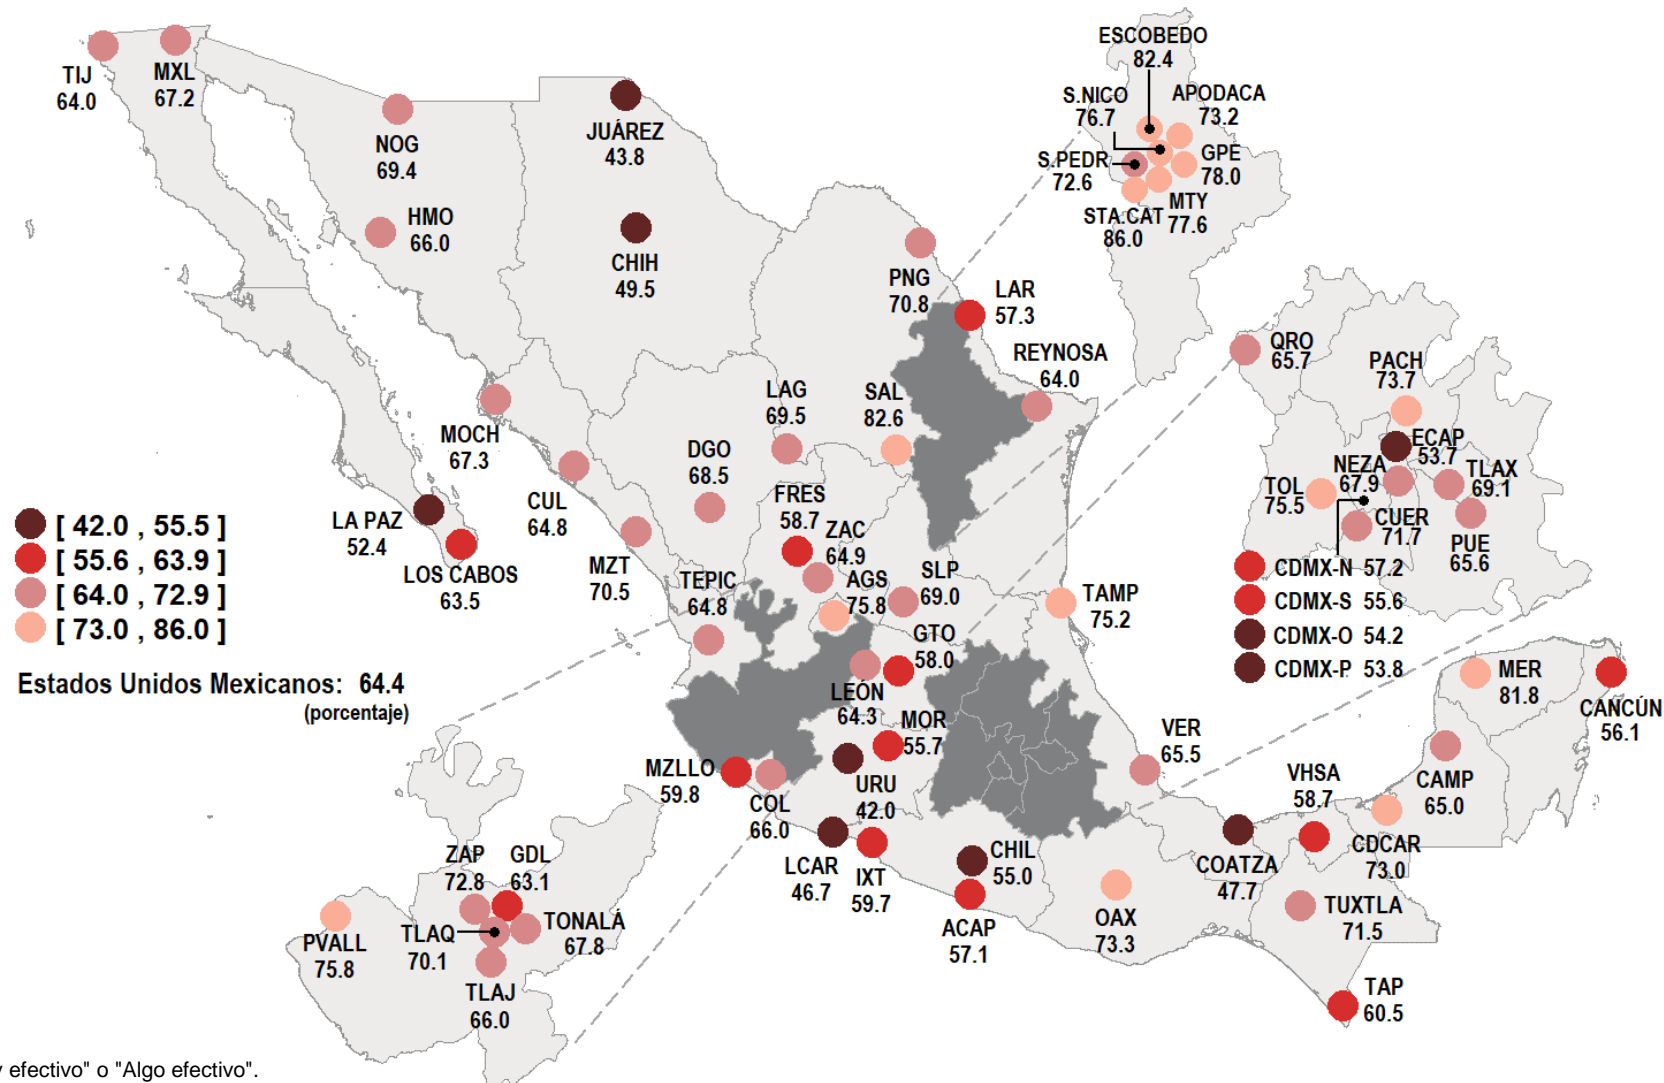 TIJ
64.0
MXL
67.2
NOG
69.4
HMO
66.0
JUÁREZ
43.8
CHIH
49.5
PNG
70.8
LAR
57.3
REYNOSA
64.0
ESCOBEDO
82.4
S.NICO
76.7
APODACA
73.2
S.PEDR
72.6
GPE
78.0
MTY
77.6
STA.CAT
86.0
LAG
69.5
SAL
82.6
MOCH
67.3
CUL
64.8
DGO
68.5
MZT
70.5
FRES
58.7
ZAC
64.9
AGS
75.8
SLP
69.0
TEPIC
64.8
LA PAZ
52.4
LOS CABOS
63.5
QRO
65.7
PACH
73.7
ECAP
53.7
NEZA
67.9
TLAX
69.1
TOL
75.5
CUER
71.7
PUE
65.6
CDMX-N 57.2
CDMX-S 55.6
CDMX-O 54.2
CDMX-P 53.8
[ 42.0 , 55.5 ]
[ 55.6 , 63.9 ]
[ 64.0 , 72.9 ]
[ 73.0 , 86.0 ]
Estados Unidos Mexicanos: 64.4
(porcentaje)
TAMP
75.2
GTO
58.0
LEÓN
64.3
MOR
55.7
URU
42.0
MZLLO
59.8
COL
66.0
LCAR
46.7
IXT
59.7
CHIL
55.0
ACAP
57.1
VER
65.5
OAX
73.3
COATZA
47.7
VHSA
58.7
MER
81.8
CANCÚN
56.1
CAMP
65.0
CDCAR
73.0
TUXTLA
71.5
TAP
60.5
ZAP
72.8
GDL
63.1
TLAQ
70.1
TONALÁ
67.8
TLAJ
66.0
PVALL
75.8
efectivo" o "Algo efectivo".